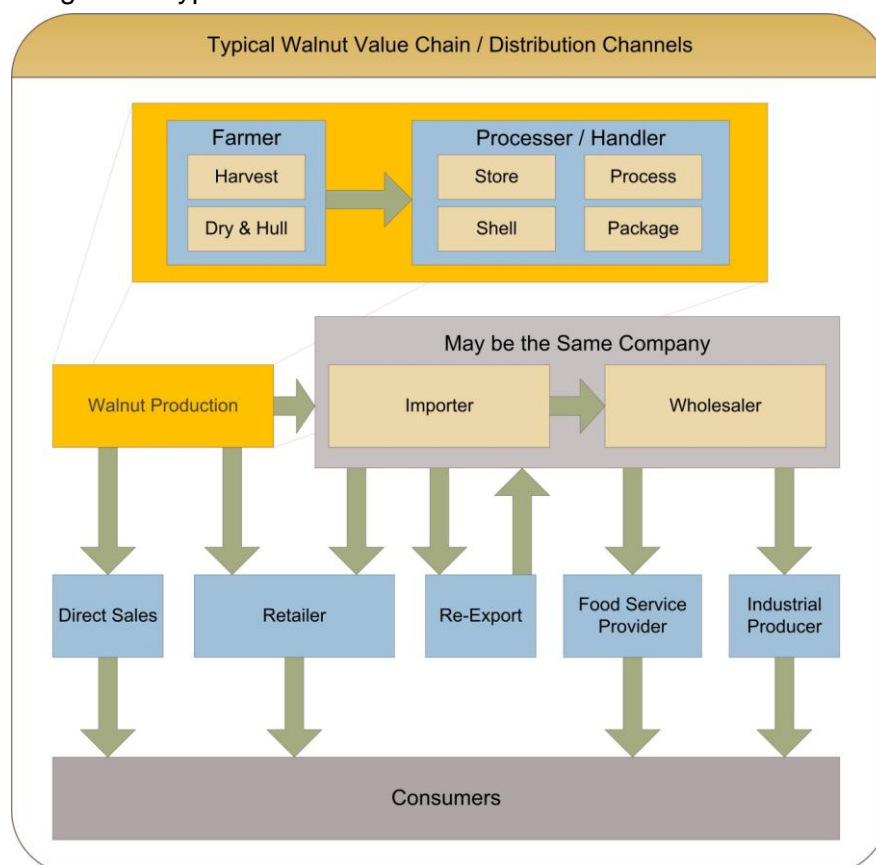 Typical Walnut Value Chain / Distribution Channels
Farmer
Harvest
Dry & Hull
Processer / Handler
Store
Process
Shell
Package
May be the Same Company
Walnut Production
Importer
Wholesaler
Direct Sales
Retailer
Re-Export
Food Service
Provider
Industrial
Producer
Consumers